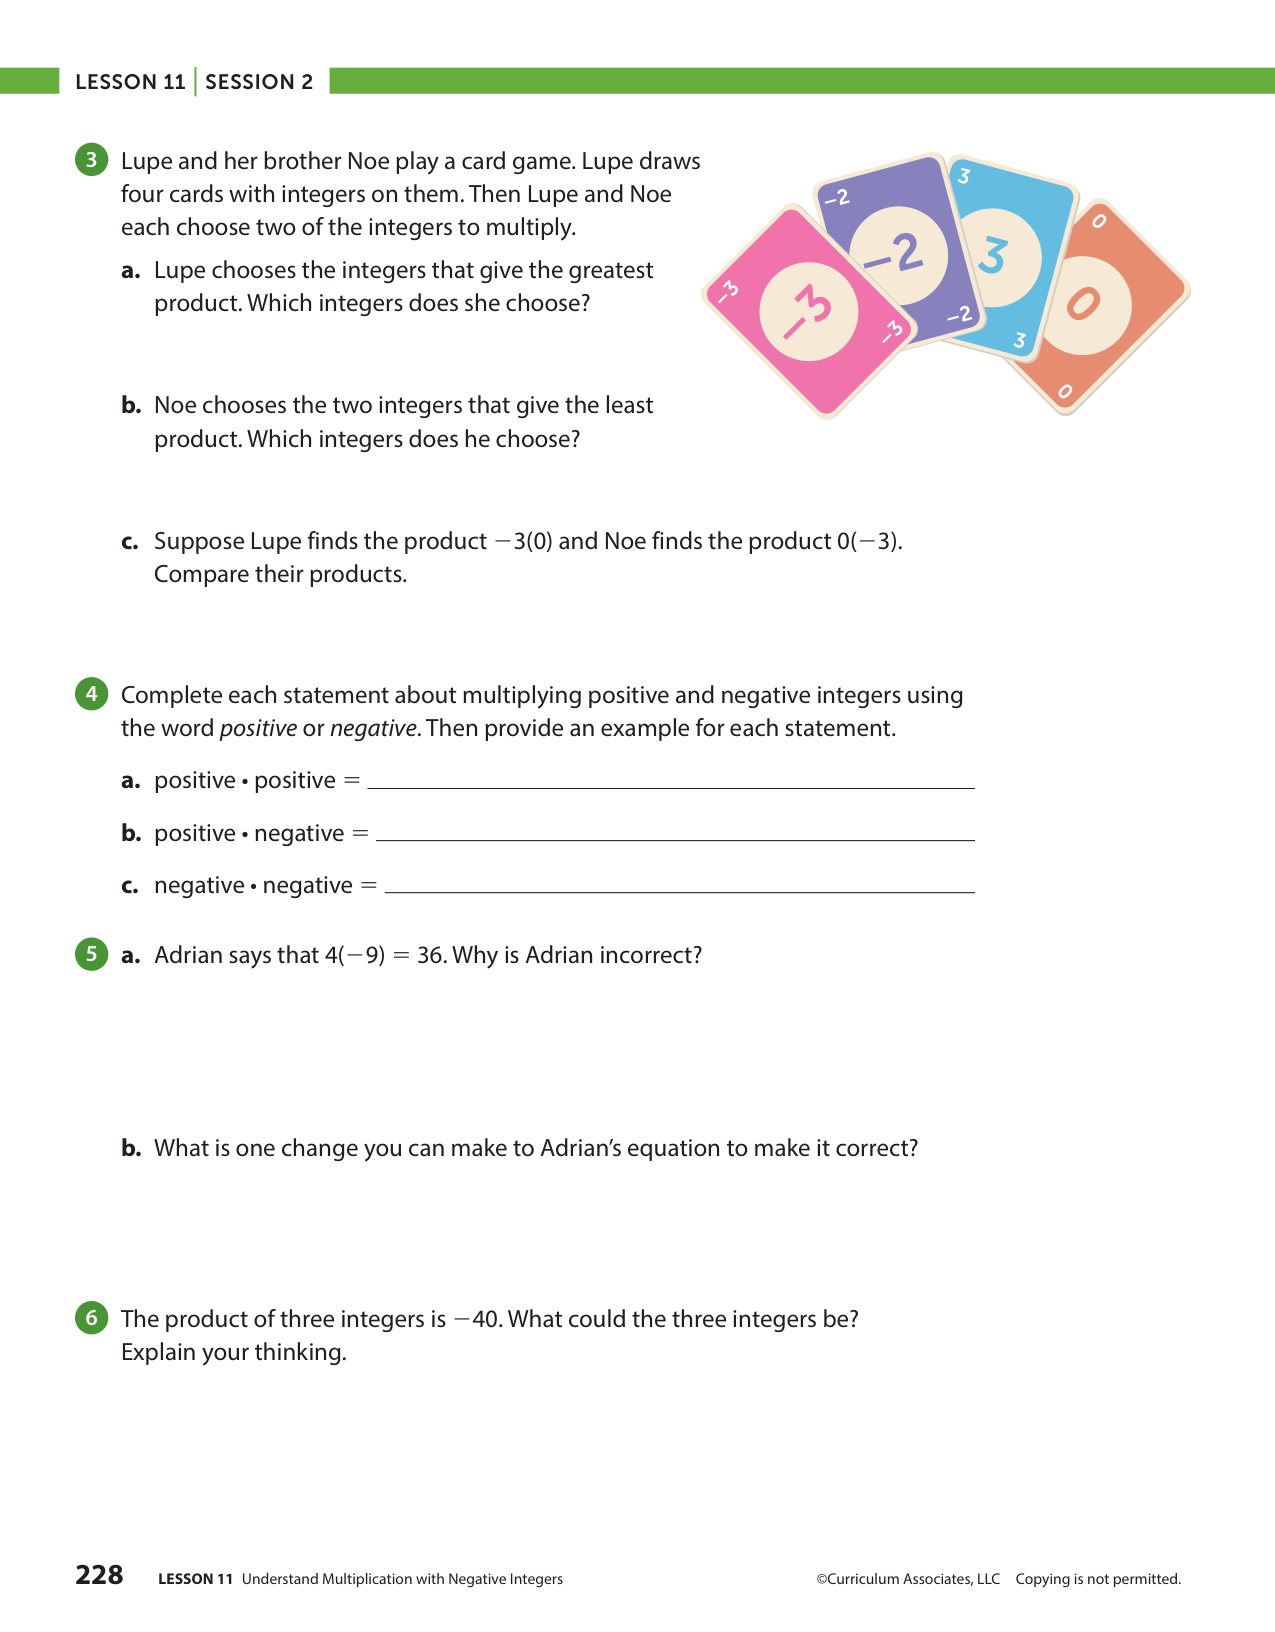 LESSON 11 | SESSION 2
3 Lupe and her brother Noe play a card game. Lupe draws
four cards with integers on them. Then Lupe and Noe
each choose two of the integers to multiply.
a. Lupe chooses the integers that give the greatest
product. Which integers does she choose?
−3
−3
−3
−2
−2
−2
3
3
3
0
0
0
b. Noe chooses the two integers that give the least
product. Which integers does he choose?
c. Suppose Lupe finds the product −3(0) and Noe finds the product 0(−3).
Compare their products.
4 Complete each statement about multiplying positive and negative integers using
the word positive or negative. Then provide an example for each statement.
a. positive • positive =
b. positive • negative =
c. negative • negative =
5 a. Adrian says that 4(−9) = 36. Why is Adrian incorrect?
b. What is one change you can make to Adrian’s equation to make it correct?
6 The product of three integers is −40. What could the three integers be?
Explain your thinking.
228 LESSON 11 Understand Multiplication with Negative Integers ©Curriculum Associates, LLC Copying is not permitted.